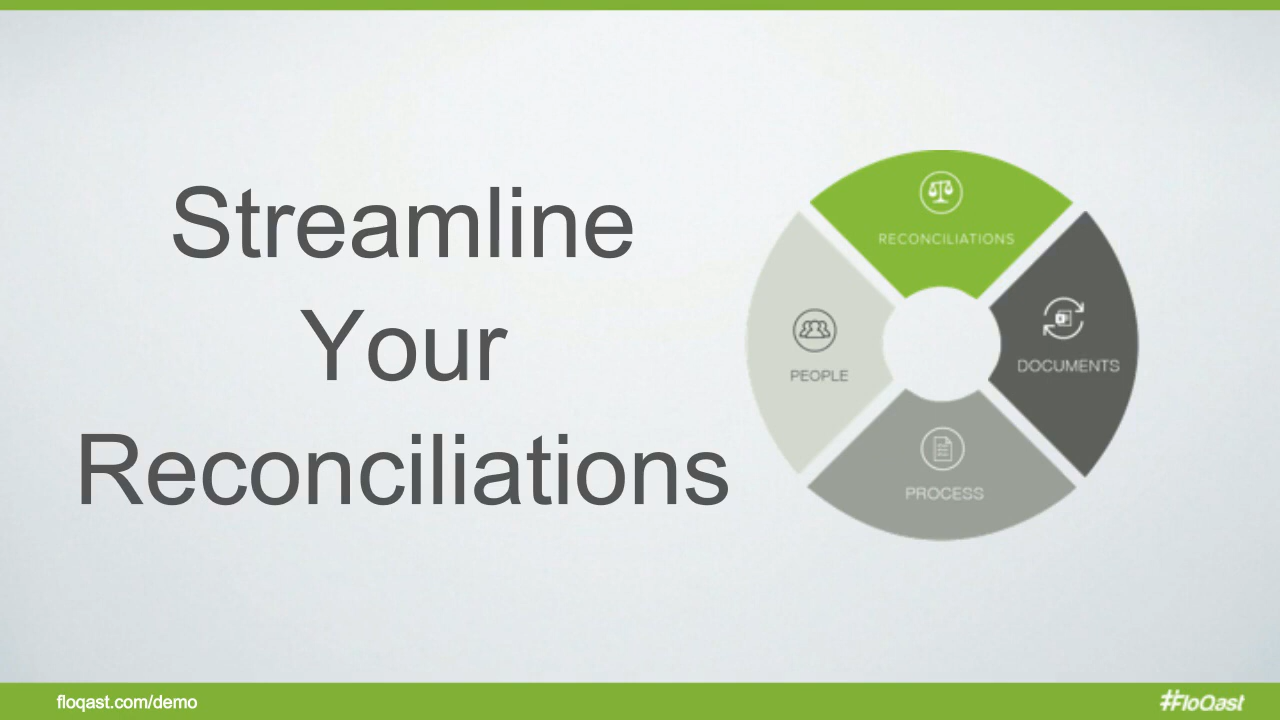 Streamline
Your
Reconciliations
RECONCILIATIONS
PEOPLE
DOCUMENTS
PROCESS
floqast.com/demo
#FloQast